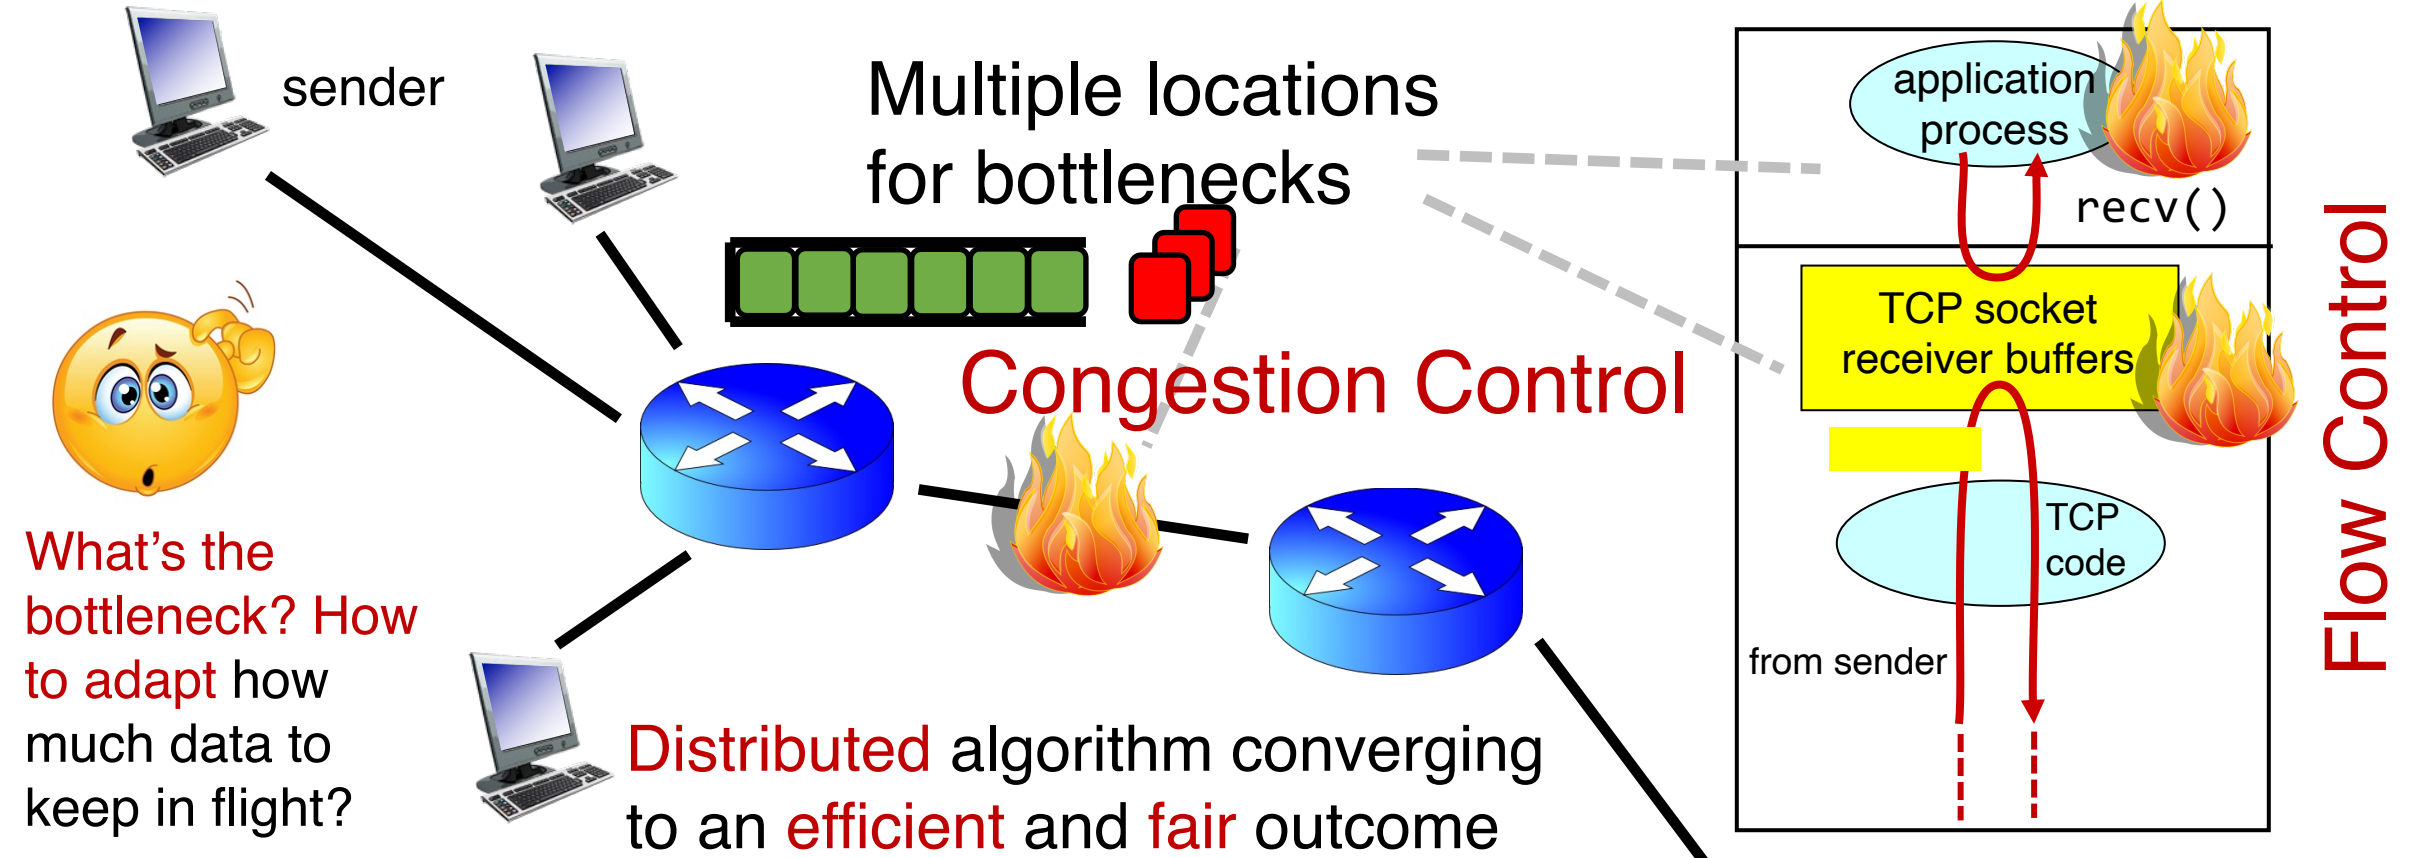 sender
Multiple locations
for bottlenecks
Congestion Control
What's the
bottleneck? How
to adapt how
much data to
keep in flight?
Distributed algorithm converging
to an efficient and fair outcome
application
process
recv()
TCP socket
receiver buffers
TCP
code
from sender
Flow Control